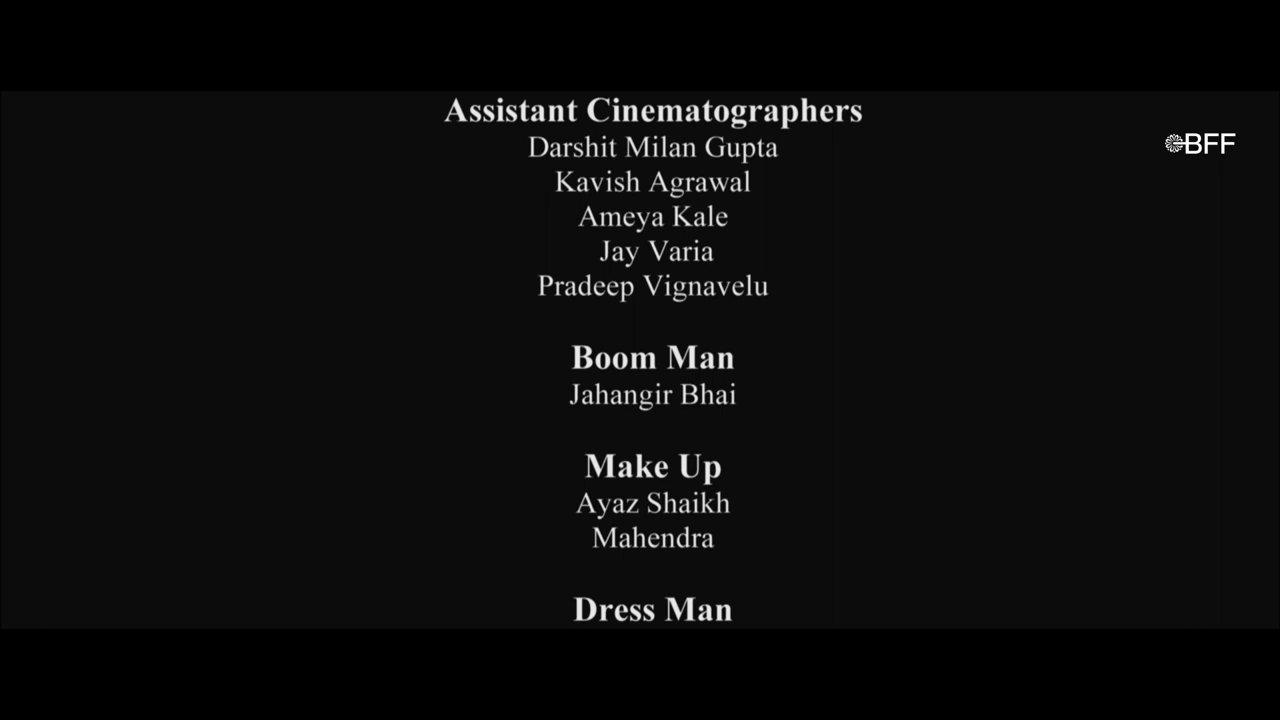 Assistant Cinematographers
Darshit Milan Gupta
Kavish Agrawal
Ameya Kale
Jay Varia
Pradeep Vignavelu
Boom Man
Jahangir Bhai
Make Up
Ayaz Shaikh
Mahendra
Dress Man
BFF